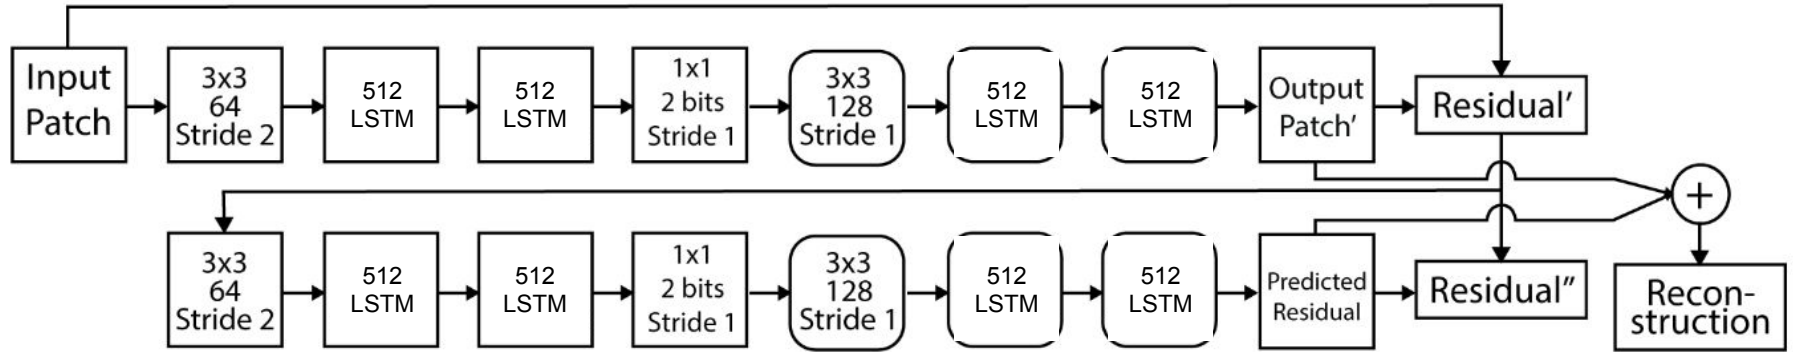 Input
Patch
3x3
64
Stride 2
512
LSTM
512
LSTM
1x1
2 bits
Stride 1
3x3
128
Stride 1
512
LSTM
512
LSTM
Output
Patch'
Residual'
+
3x3
64
Stride 2
512
LSTM
512
LSTM
1x1
2 bits
Stride 1
3x3
128
Stride 1
512
LSTM
512
LSTM
Predicted
Residual
Residual"
Recon-
struction